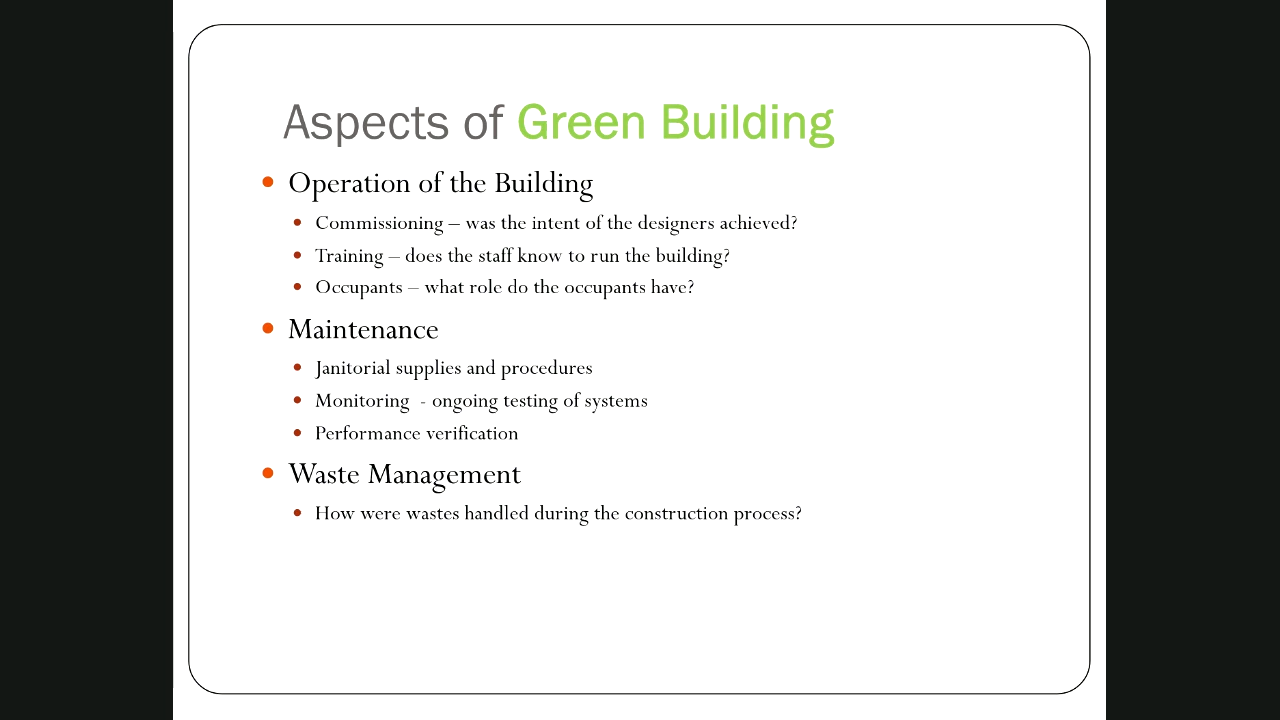 Aspects of Green Building
• Operation of the Building
• Commissioning – was the intent of the designers achieved?
• Training – does the staff know to run the building?
• Occupants – what role do the occupants have?
• Maintenance
• Janitorial supplies and procedures
• Monitoring  - ongoing testing of systems
• Performance verification
• Waste Management
• How were wastes handled during the construction process?